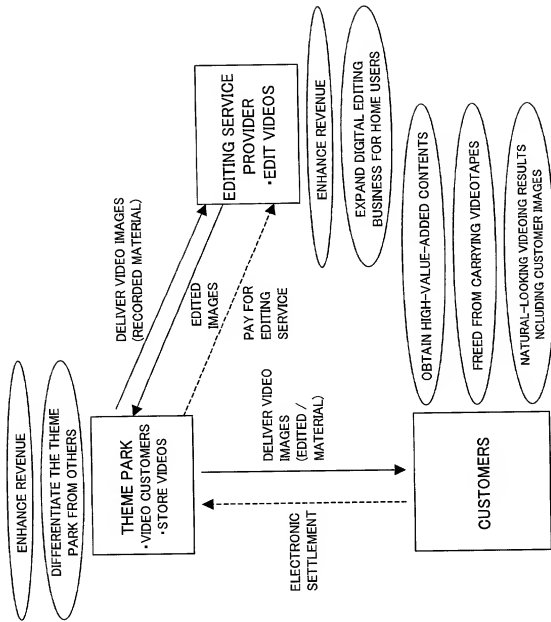 ENHANCE REVENUE
DIFFERENTIATE THE THEME
PARK FROM OTHERS
THEME PARK
・VIDEO CUSTOMERS
・STORE VIDEOS
DELIVER VIDEO IMAGES
(RECORDED MATERIAL)
EDITED
IMAGES
PAY FOR
EDITING
SERVICE
EDITING SERVICE
PROVIDER
・EDIT VIDEOS
ENHANCE REVENUE
EXPAND DIGITAL EDITING
BUSINESS FOR HOME USERS
ELECTRONIC
SETTLEMENT
DELIVER VIDEO
IMAGES
(EDITED /
MATERIAL)
CUSTOMERS
OBTAIN HIGH-VALUE-ADDED CONTENTS
FREED FROM CARRYING VIDEOTAPES
NATURAL-LOOKING VIDEOING RESULTS
NCLUDING CUSTOMER IMAGES